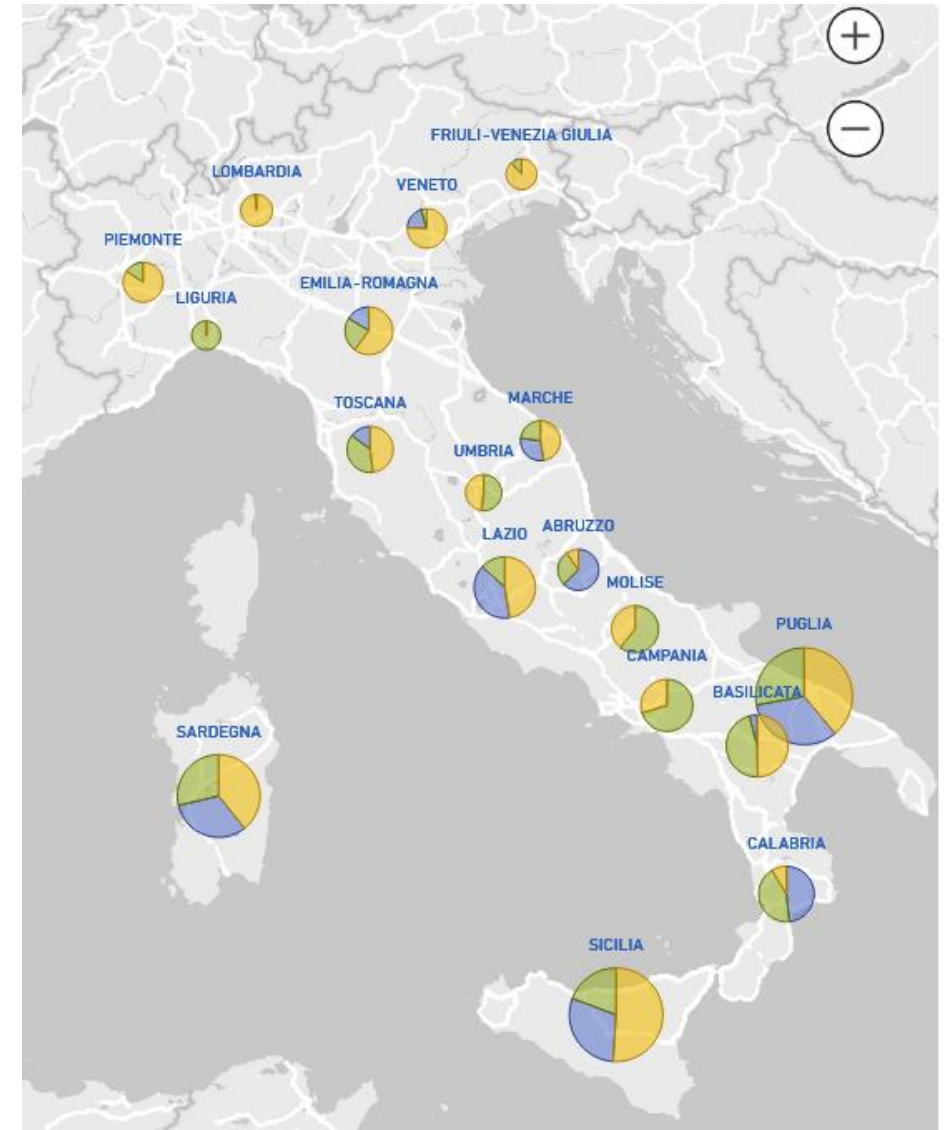 +
−
FRIULI-VENEZIA GIULIA
LOMBARDIA
VENETO
PIEMONTE
EMILIA-ROMAGNA
LIGURIA
TOSCANA
MARCHE
UMBRIA
LAZIO
ABRUZZO
MOLISE
PUGLIA
CAMPANIA
BASILICATA
SARDEGNA
CALABRIA
SICILIA